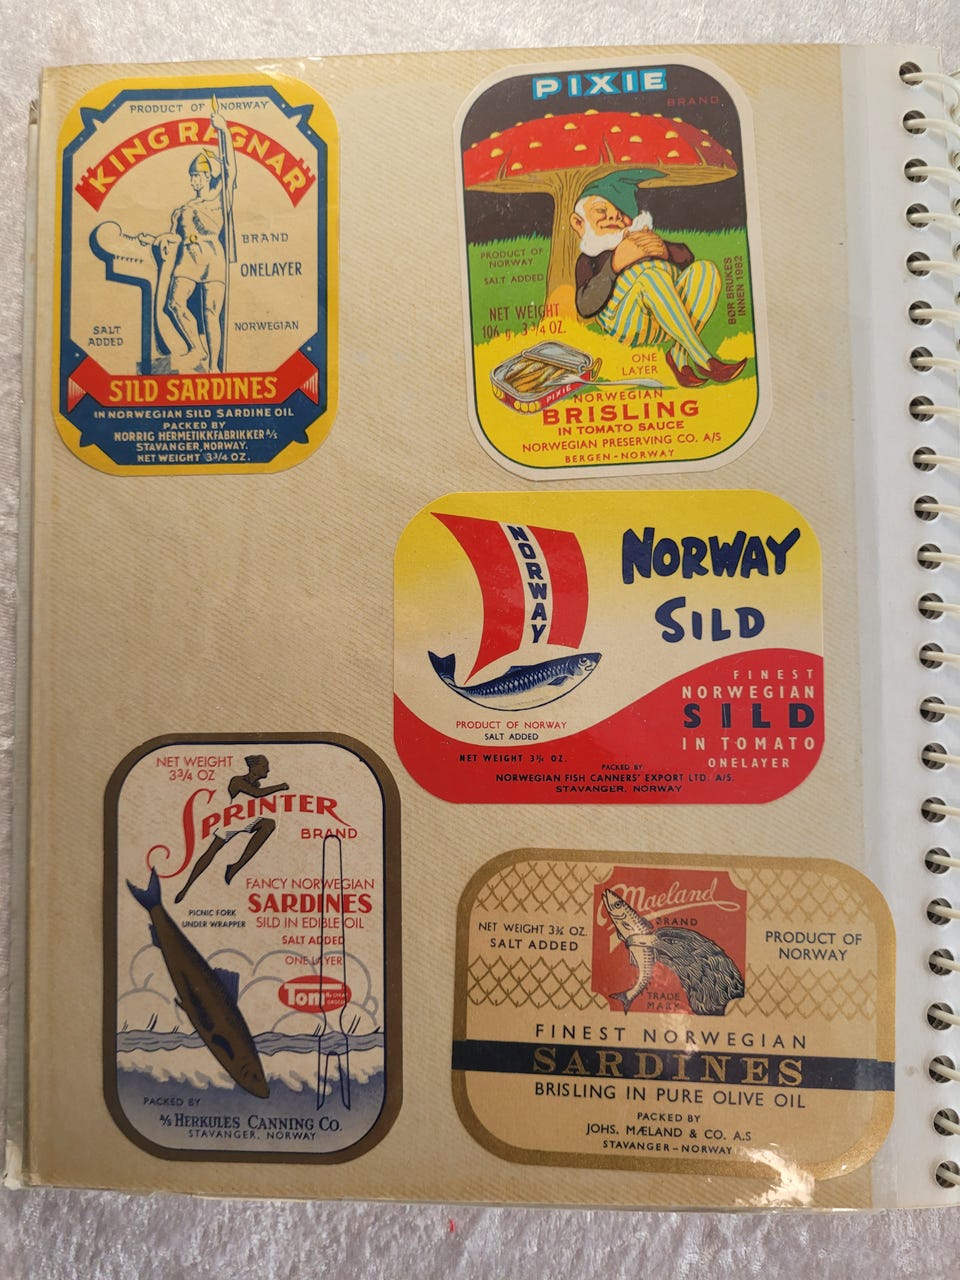 PRODUCT OF NORWAY
KING RAGNAR
BRAND
ONELAYER
SALT
ADDED
NORWEGIAN
SILD SARDINES
IN NORWEGIAN SILD SARDINE OIL
PACKED BY
NORRIG HERMETIKKFABRIKKER A/S
STAVANGER, NORWAY.
NET WEIGHT 3 3/4 OZ.
PIXIE
BRAND
PRODUCT OF
NORWAY
SALT ADDED
BØR BRUKES
INNEN 1982
NET WEIGHT
106 g. 3 3/4 OZ.
ONE
LAYER
PIXIE
NORWEGIAN
BRISLING
IN TOMATO SAUCE
NORWEGIAN PRESERVING CO. A/S
BERGEN-NORWAY
NORWAY
NORWAY
SILD
FINEST
NORWEGIAN
SILD
IN TOMATO
ONELAYER
PRODUCT OF NORWAY
SALT ADDED
NET WEIGHT 3 3/4 OZ.
PACKED BY
NORWEGIAN FISH CANNERS' EXPORT LTD. A/S.
STAVANGER, NORWAY
NET WEIGHT
3 3/4 OZ
SPRINTER
BRAND
FANCY NORWEGIAN
SARDINES
SILD IN EDIBLE OIL
SALT ADDED
ONE LAYER
PICNIC FORK
UNDER WRAPPER
Tom
PACKED BY
A/S HERKULES CANNING CO.
STAVANGER, NORWAY
Mæland
BRAND
NET WEIGHT 3 3/4 OZ.
SALT ADDED
PRODUCT OF
NORWAY
TRADE
MARK
FINEST NORWEGIAN
SARDINES
BRISLING IN PURE OLIVE OIL
PACKED BY
JOHS. MÆLAND & CO. A.S
STAVANGER-NORWAY